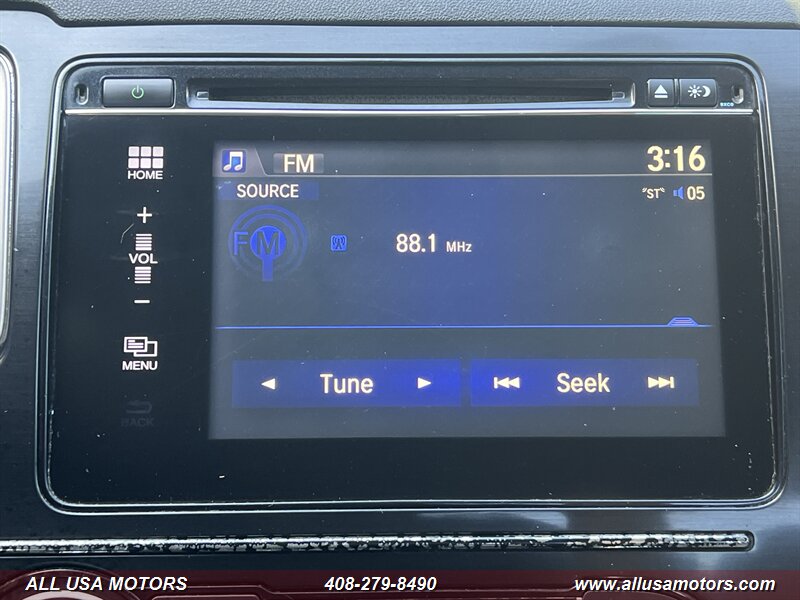 HOME
+
VOL
−
MENU
BACK
FM 3:16
SOURCE "ST" 05
FM
88.1 MHz
Tune Seek
BXC0
ALL USA MOTORS 408-279-8490 www.allusamotors.com